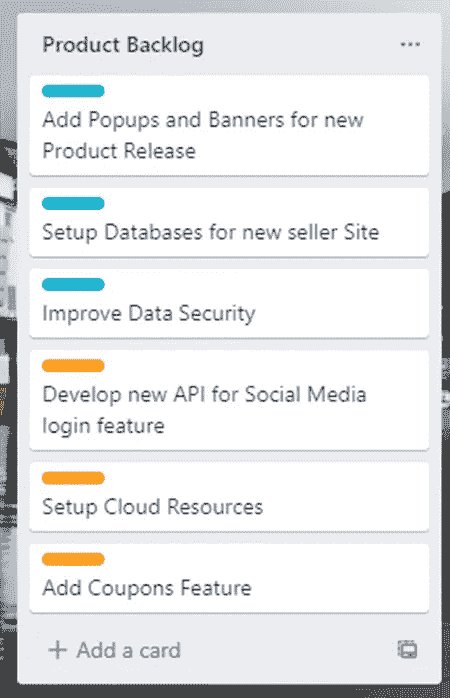 Product Backlog
Add Popups and Banners for new
Product Release
Setup Databases for new seller Site
Improve Data Security
Develop new API for Social Media
login feature
Setup Cloud Resources
Add Coupons Feature
+ Add a card